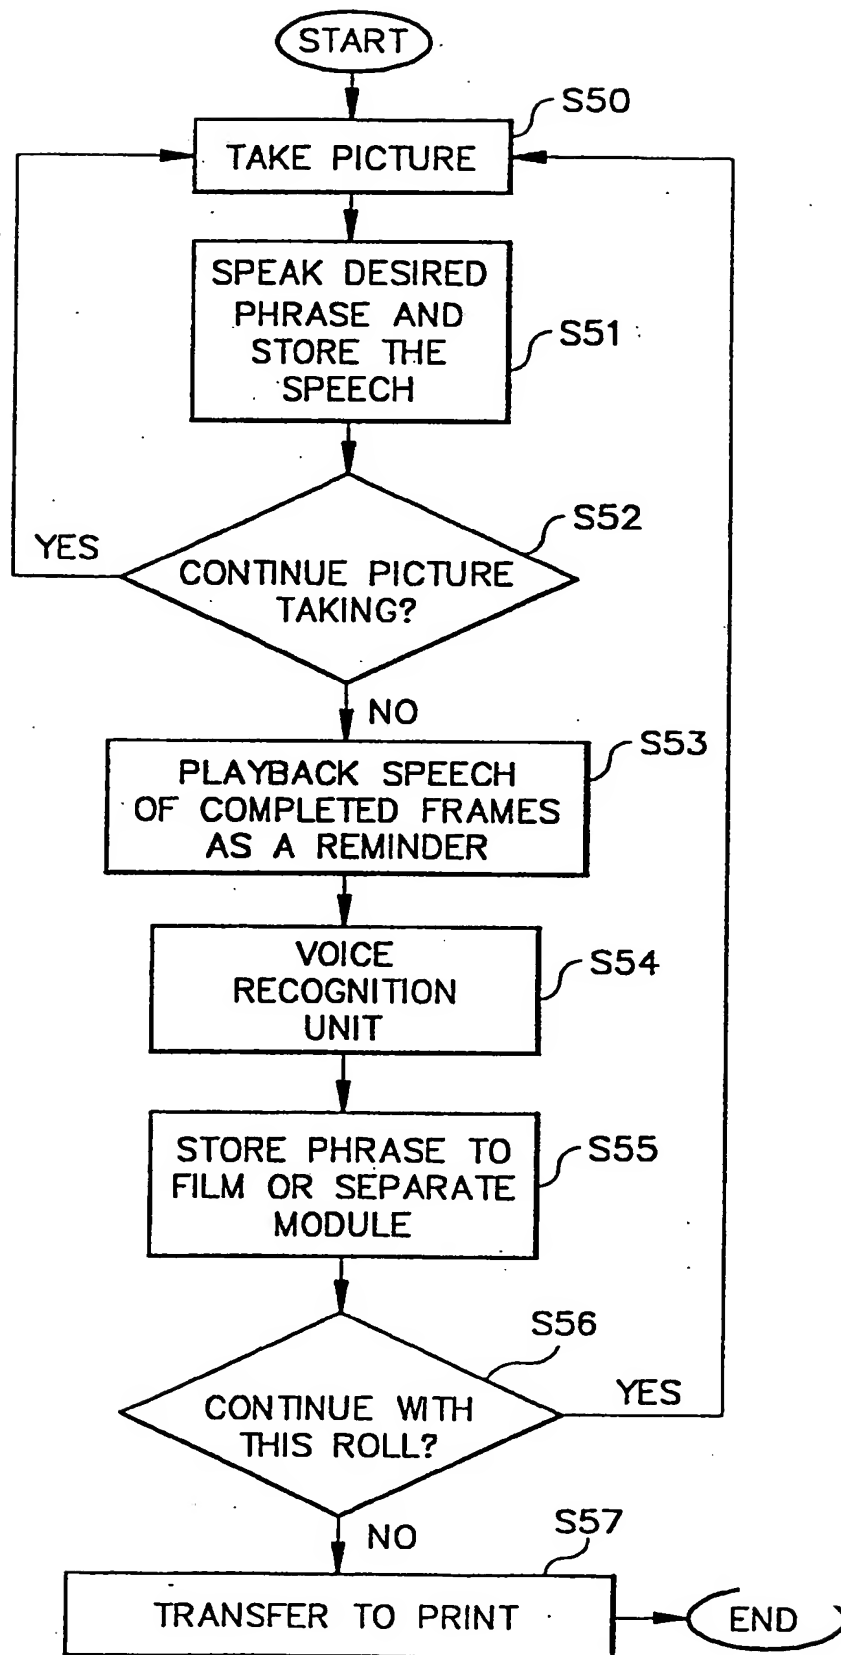 START
S50
TAKE PICTURE
SPEAK DESIRED
PHRASE AND
STORE THE
SPEECH
S51
S52
YES
CONTINUE PICTURE
TAKING?
NO
S53
PLAYBACK SPEECH
OF COMPLETED FRAMES
AS A REMINDER
VOICE
RECOGNITION
UNIT
S54
STORE PHRASE TO
FILM OR SEPARATE
MODULE
S55
S56
YES
CONTINUE WITH
THIS ROLL?
NO
S57
TRANSFER TO PRINT
END